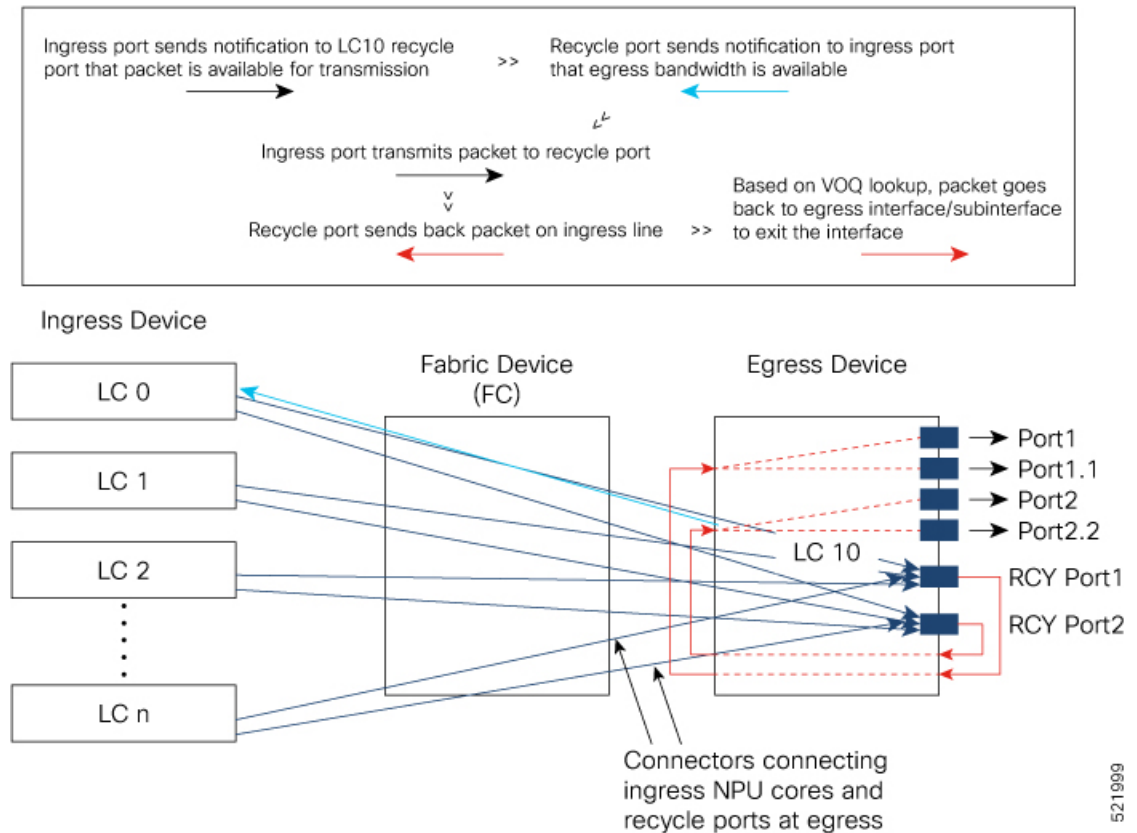 Ingress port sends notification to LC10 recycle
port that packet is available for transmission
>>
Recycle port sends notification to ingress port
that egress bandwidth is available
>>
Ingress port transmits packet to recycle port
>>
Recycle port sends back packet on ingress line
>>
Based on VOQ lookup, packet goes
back to egress interface/subinterface
to exit the interface
Ingress Device
LC 0
LC 1
LC 2
LC n
Fabric Device
(FC)
Egress Device
LC 10
Port1
Port1.1
Port2
Port2.2
RCY Port1
RCY Port2
Connectors connecting
ingress NPU cores and
recycle ports at egress
521999